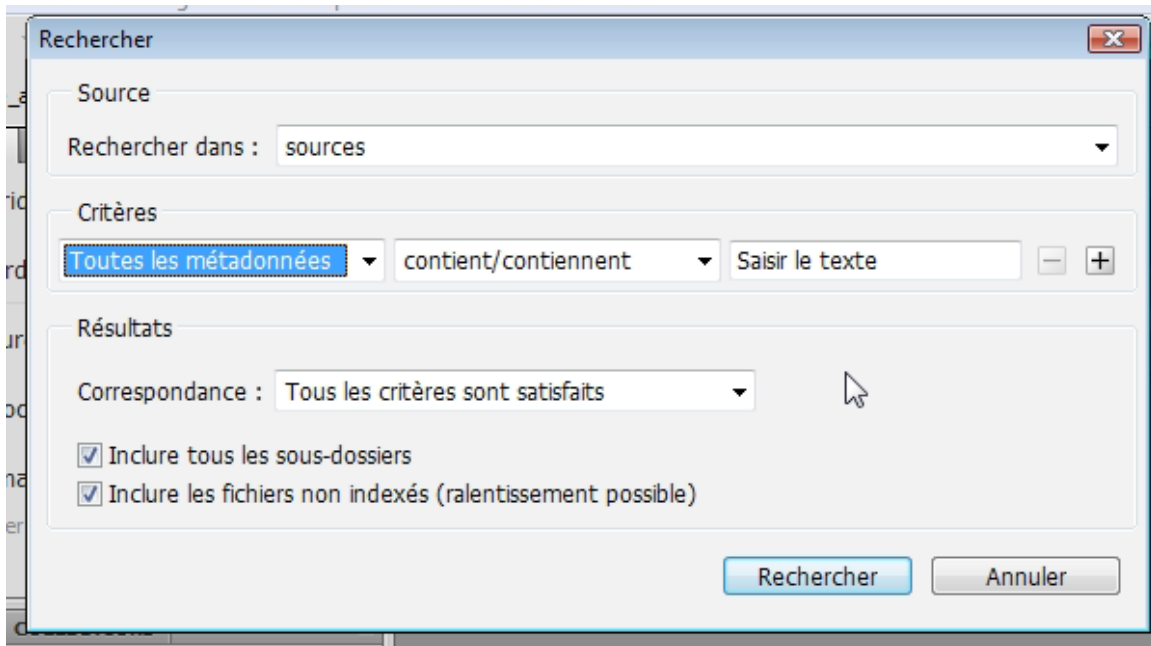 Rechercher
Source
Rechercher dans : sources
Critères
Toutes les métadonnées contient/contiennent Saisir le texte
Résultats
Correspondance : Tous les critères sont satisfaits
Inclure tous les sous-dossiers
Inclure les fichiers non indexés (ralentissement possible)
Rechercher Annuler